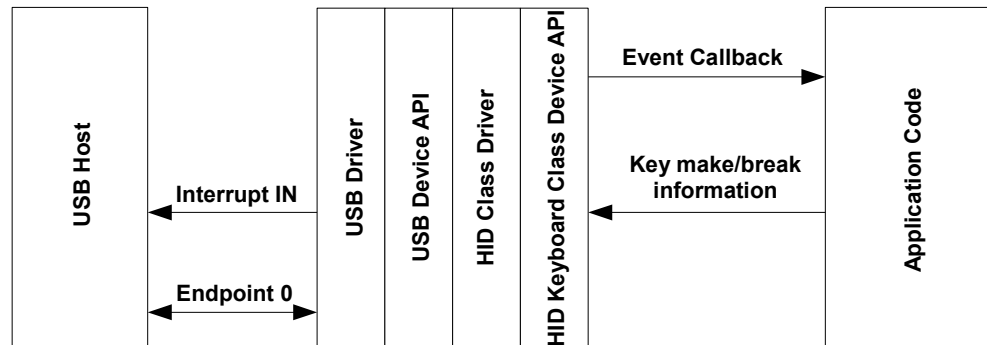 USB Host
Interrupt IN
Endpoint 0
USB Driver
USB Device API
HID Class Driver
HID Keyboard Class Device API
Event Callback
Key make/break
information
Application Code